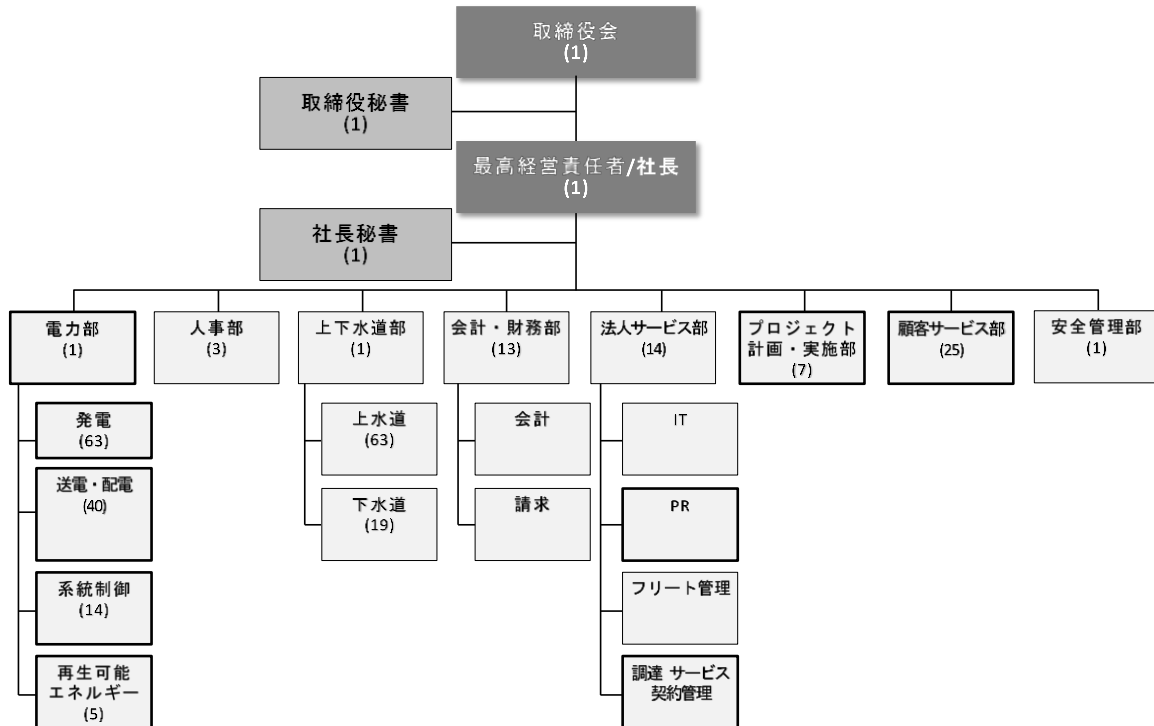 取締役会
(1)
取締役秘書
(1)
最高経営責任者/社長
(1)
社長秘書
(1)
電力部
(1)
人事部
(3)
上下水道部
(1)
会計・財務部
(13)
法人サービス部
(14)
プロジェクト
計画・実施部
(7)
顧客サービス部
(25)
安全管理部
(1)
発電
(63)
送電・配電
(40)
系統制御
(14)
再生可能
エネルギー
(5)
上水道
(63)
下水道
(19)
会計
請求
IT
PR
フリート管理
調達 サービス
契約管理